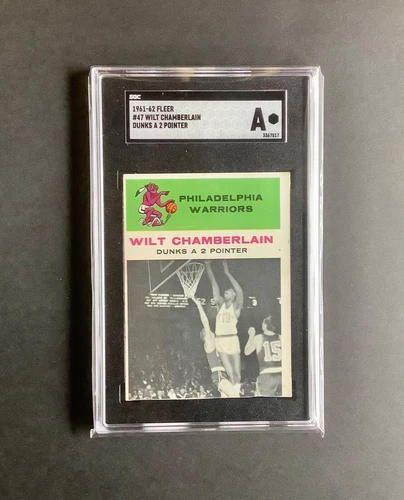 SGC
1961-62 FLEER
#47 WILT CHAMBERLAIN
DUNKS A 2 POINTER
A
3367817
PHILADELPHIA
WARRIORS
WILT CHAMBERLAIN
DUNKS A 2 POINTER
13
15